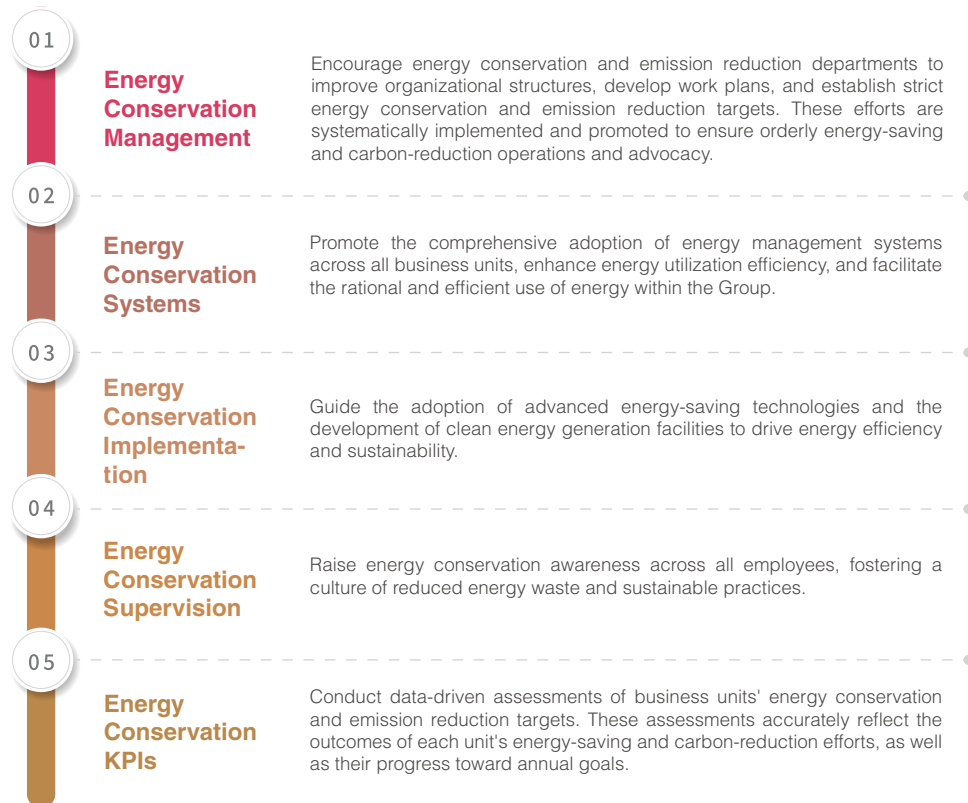 01
Energy
Conservation
Management
Encourage energy conservation and emission reduction departments to
improve organizational structures, develop work plans, and establish strict
energy conservation and emission reduction targets. These efforts are
systematically implemented and promoted to ensure orderly energy-saving
and carbon-reduction operations and advocacy.
02
Energy
Conservation
Systems
Promote the comprehensive adoption of energy management systems
across all business units, enhance energy utilization efficiency, and facilitate
the rational and efficient use of energy within the Group.
03
Energy
Conservation
Implementa-
tion
Guide the adoption of advanced energy-saving technologies and the
development of clean energy generation facilities to drive energy efficiency
and sustainability.
04
Energy
Conservation
Supervision
Raise energy conservation awareness across all employees, fostering a
culture of reduced energy waste and sustainable practices.
05
Energy
Conservation
KPIs
Conduct data-driven assessments of business units' energy conservation
and emission reduction targets. These assessments accurately reflect the
outcomes of each unit's energy-saving and carbon-reduction efforts, as well
as their progress toward annual goals.